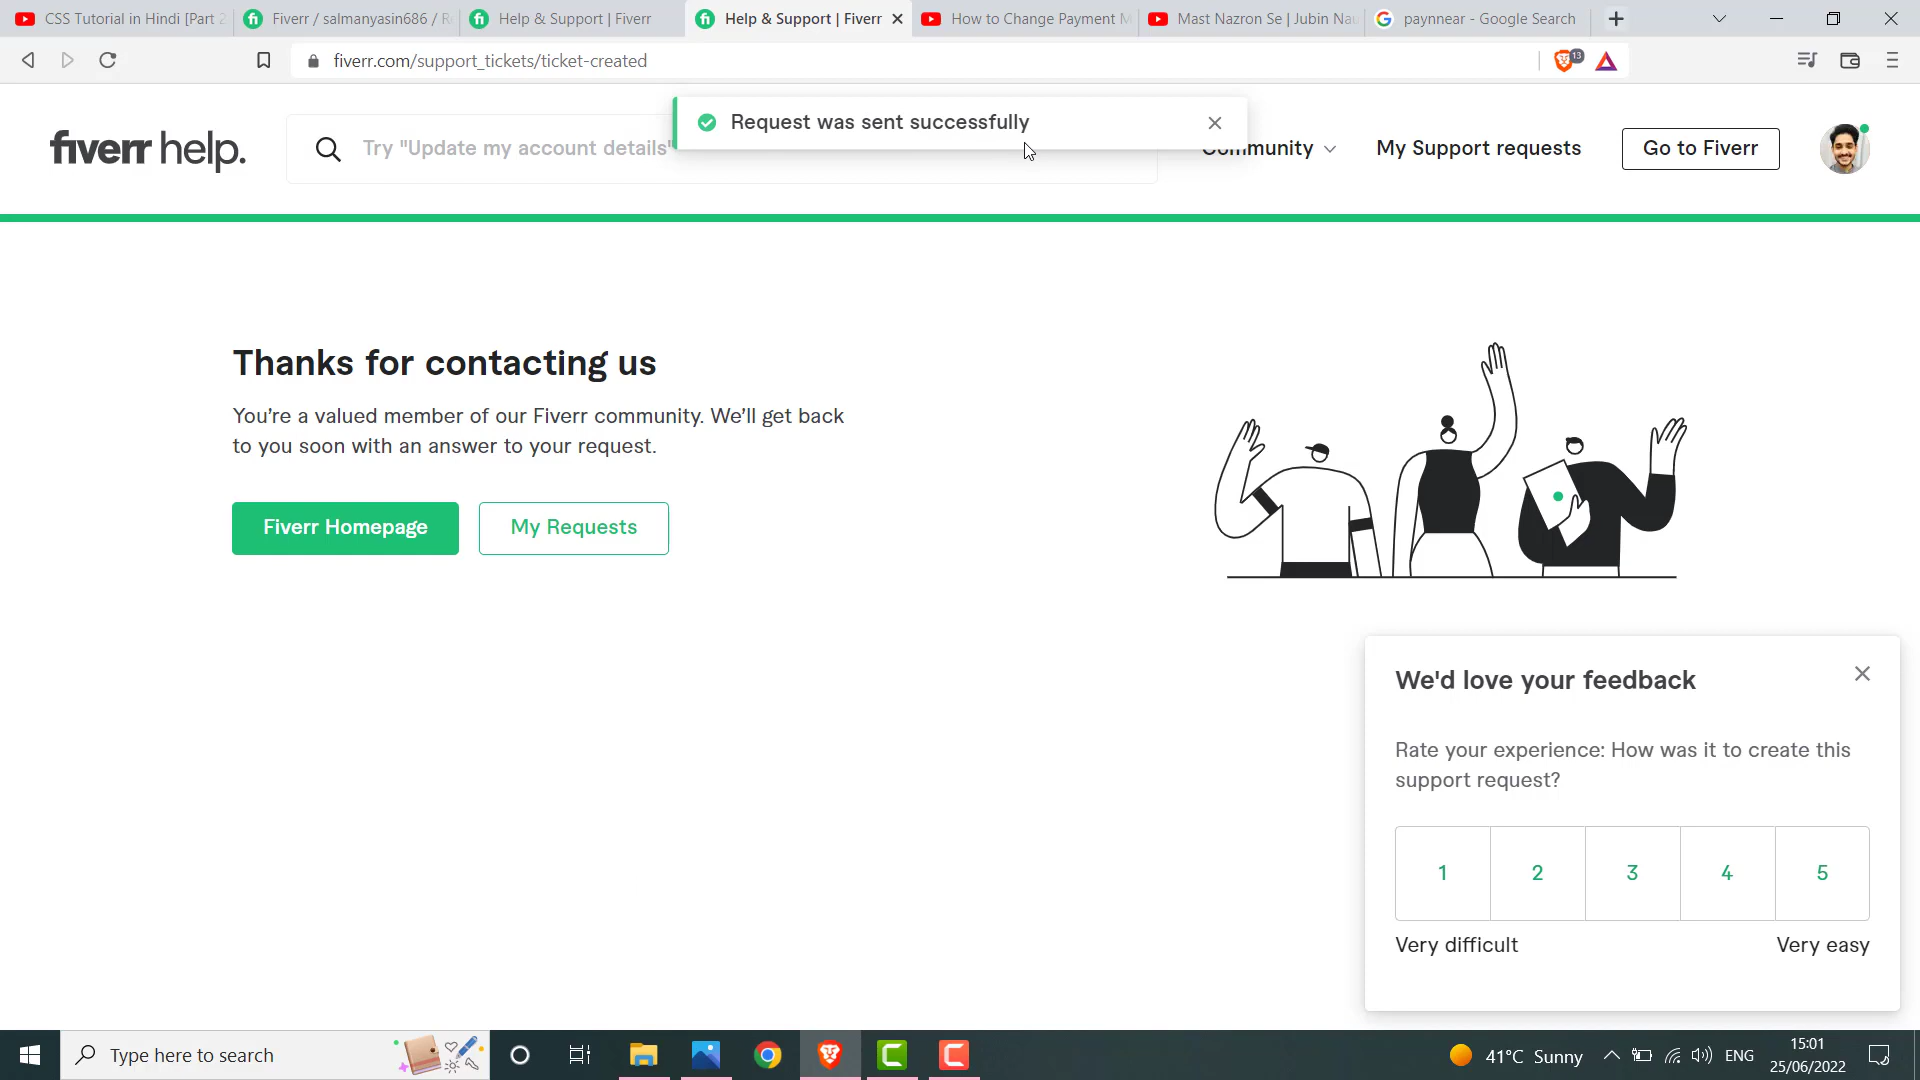 CSS Tutorial in Hindi [Part 2
Fiverr / salmanyasin686 / R
Help & Support | Fiverr
Help & Support | Fiverr
How to Change Payment M
Mast Nazron Se | Jubin Nau
paynnear - Google Search
fiverr.com/support_tickets/ticket-created
13
Request was sent successfully
fiverr help.
Try "Update my account details"
Community
My Support requests
Go to Fiverr
Thanks for contacting us
You're a valued member of our Fiverr community. We'll get back
to you soon with an answer to your request.
Fiverr Homepage
My Requests
We'd love your feedback
Rate your experience: How was it to create this
support request?
1
2
3
4
5
Very difficult
Very easy
Type here to search
41°C Sunny
ENG
15:01
25/06/2022